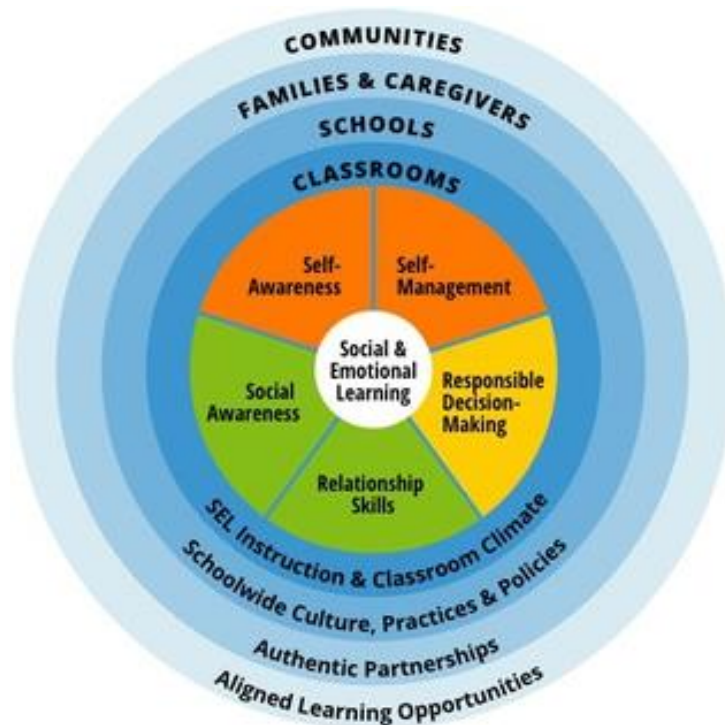 COMMUNITIES
FAMILIES & CAREGIVERS
SCHOOLS
CLASSROOMS
Self-
Awareness
Self-
Management
Social &
Emotional
Learning
Social
Awareness
Responsible
Decision-
Making
Relationship
Skills
SEL Instruction & Classroom Climate
Schoolwide Culture, Practices & Policies
Authentic Partnerships
Aligned Learning Opportunities